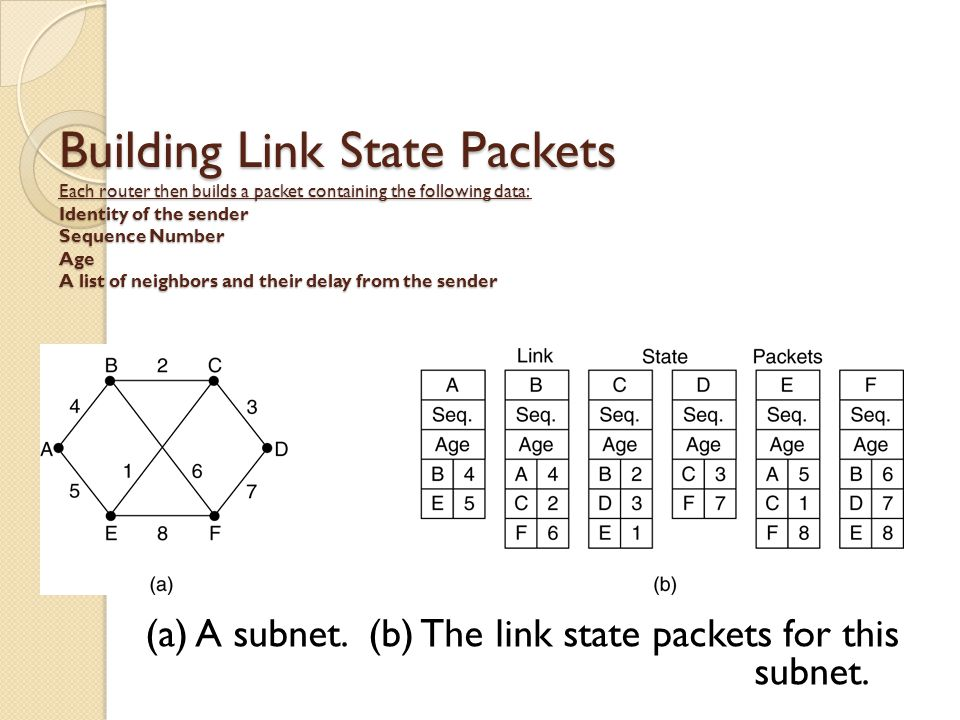 Building Link State Packets
Each router then builds a packet containing the following data:
Identity of the sender
Sequence Number
Age
A list of neighbors and their delay from the sender
B 2 C
4 3
A D
1 6
5 7
E 8 F
(a)
Link State Packets
A B C D E F
Seq. Seq. Seq. Seq. Seq. Seq.
Age Age Age Age Age Age
B 4 A 4 B 2 C 3 A 5 B 6
E 5 C 2 D 3 F 7 C 1 D 7
F 6 E 1 F 8 E 8
(b)
(a) A subnet. (b) The link state packets for this
subnet.